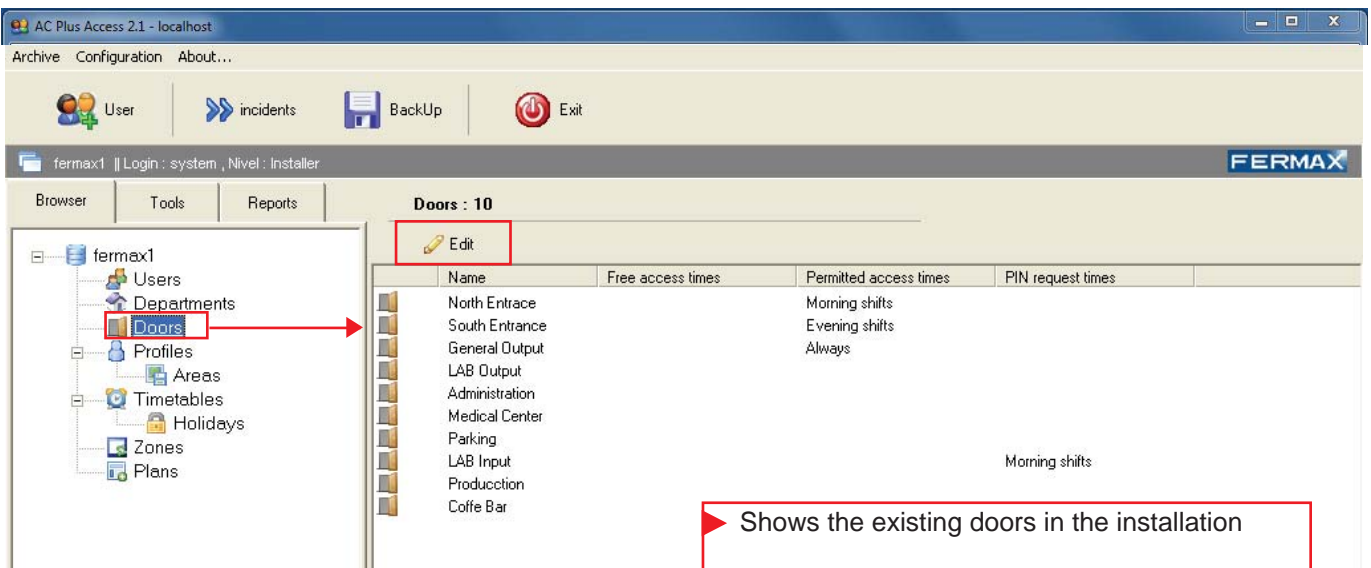 AC Plus Access 2.1 - localhost
Archive Configuration About...
User incidents BackUp Exit
fermax1 || Login : system , Nivel : Installer FERMAX
Browser Tools Reports
Doors : 10
Edit
fermax1
Users
Departments
Doors
Profiles
Areas
Timetables
Holidays
Zones
Plans
Name Free access times Permitted access times PIN request times
North Entrace Morning shifts
South Entrance Evening shifts
General Output Always
LAB Output
Administration
Medical Center
Parking
LAB Input Morning shifts
Producction
Coffe Bar
Shows the existing doors in the installation